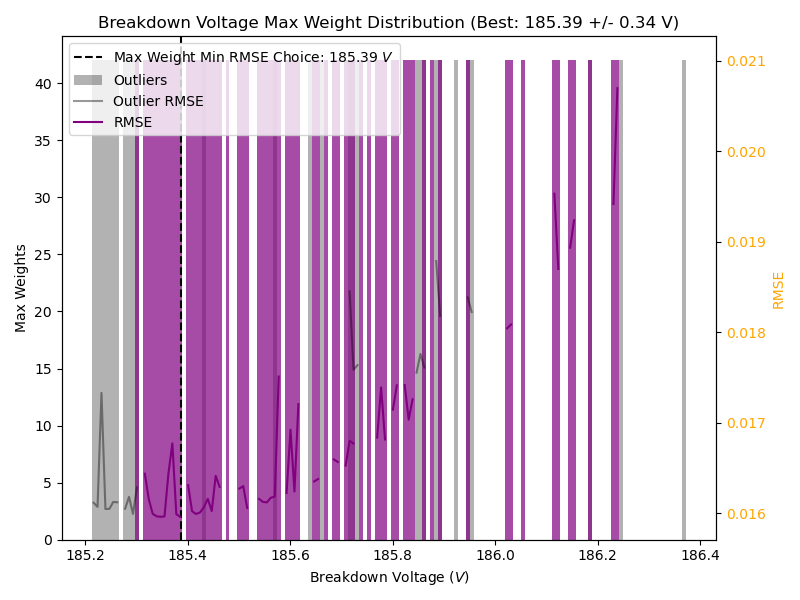 Breakdown Voltage Max Weight Distribution (Best: 185.39 +/- 0.34 V)
Max Weight Min RMSE Choice: 185.39 V
Outliers
Outlier RMSE
RMSE
40
35
30
25
20
15
10
5
0
Max Weights
0.021
0.020
0.019
0.018
0.017
0.016
RMSE
185.2 185.4 185.6 185.8 186.0 186.2 186.4
Breakdown Voltage (V)